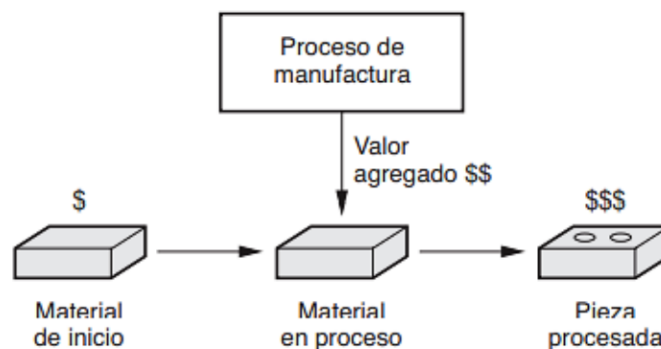 Proceso de
manufactura
Valor
agregado $$
$
$$$
Material
de inicio
Material
en proceso
Pieza
procesada